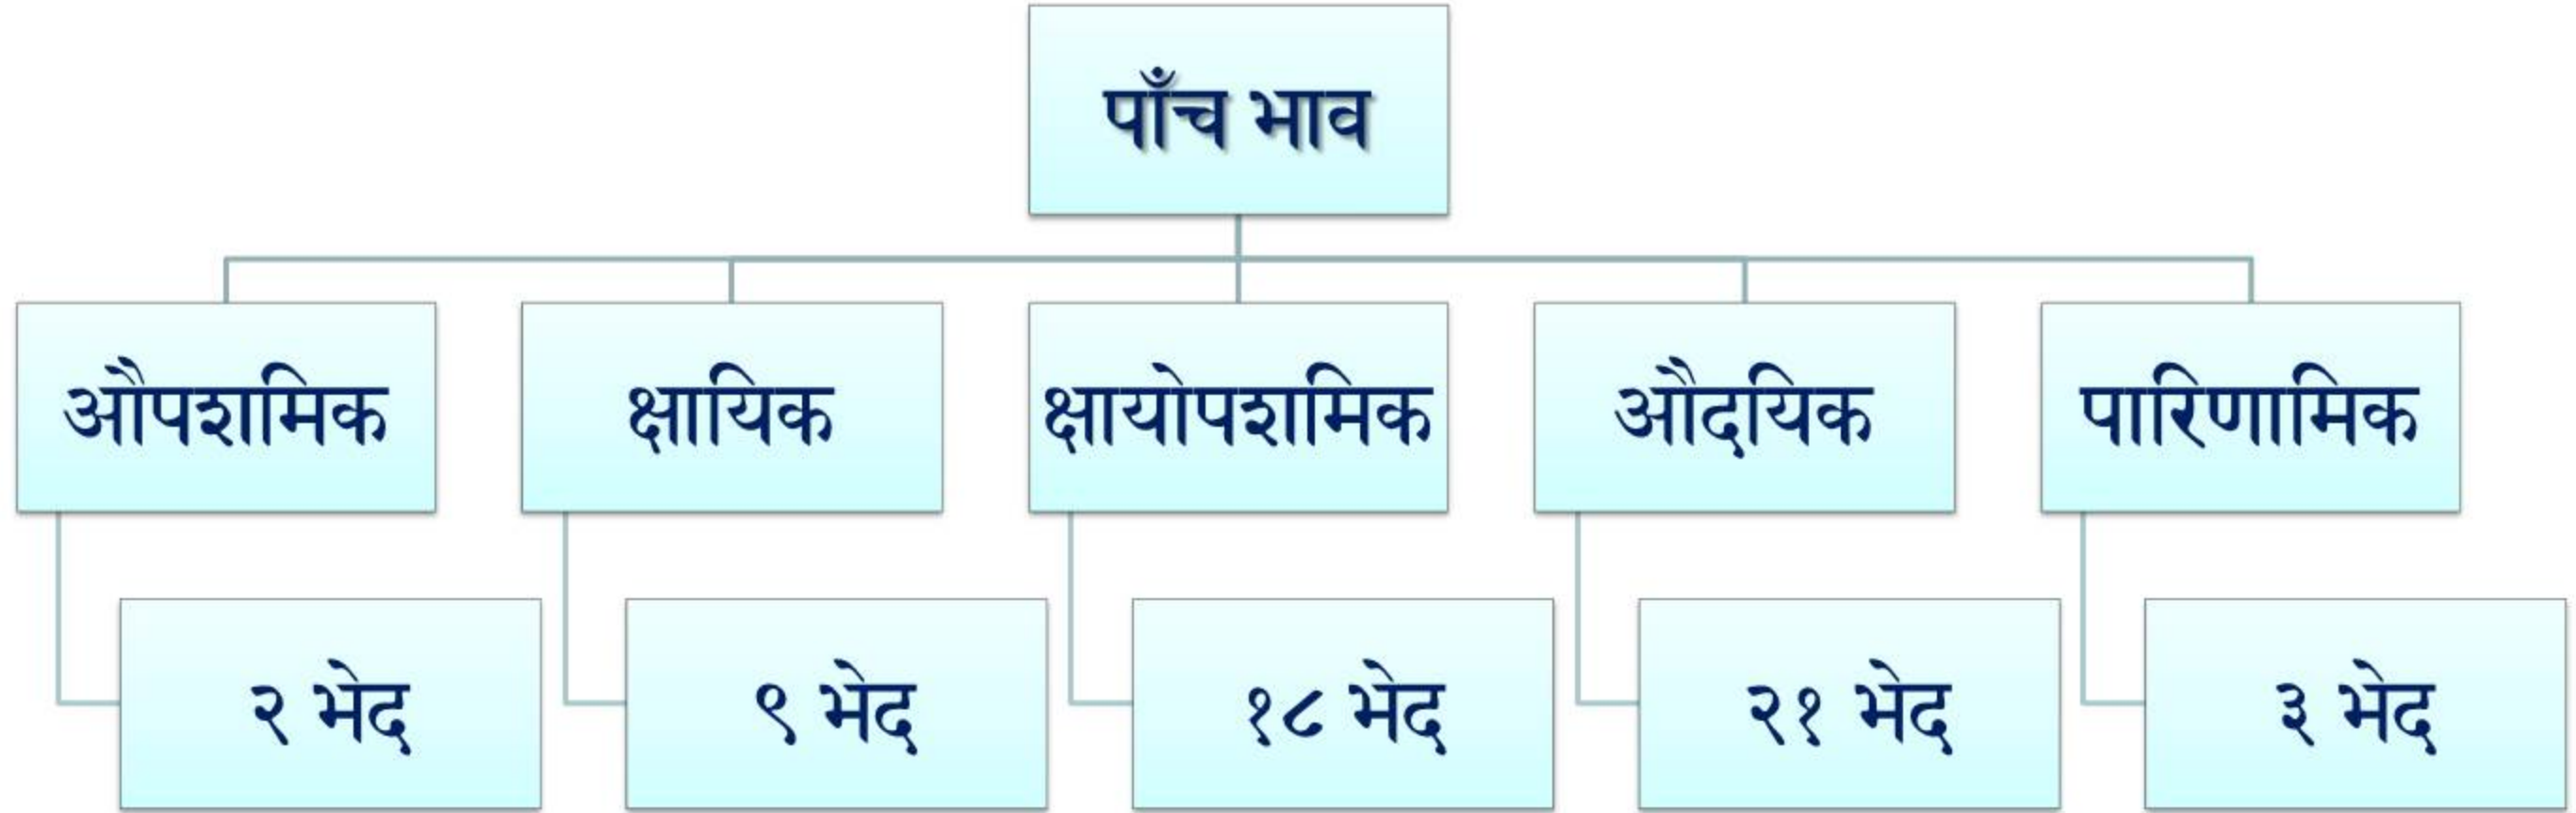 पाँच भाव
औपशमिक
क्षायिक
क्षायोपशमिक
औदयिक
पारिणामिक
२ भेद
९ भेद
१८ भेद
२१ भेद
३ भेद